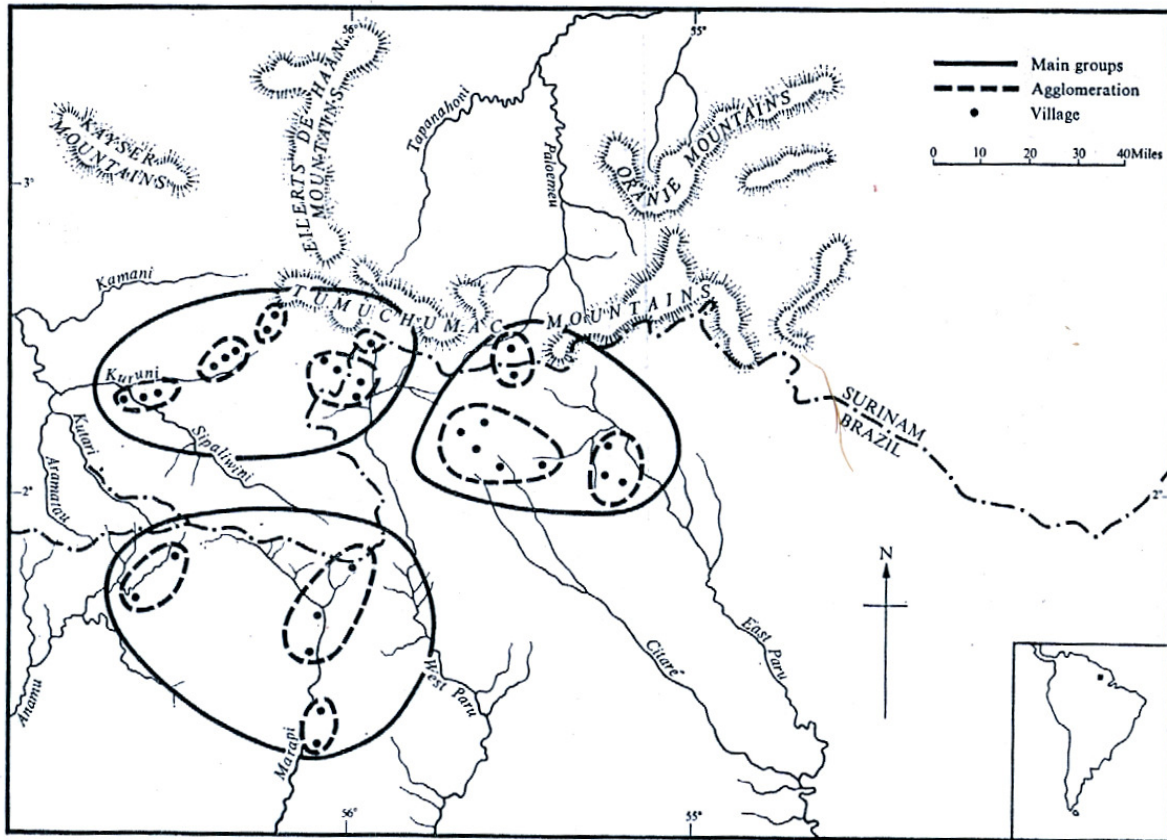 56°
55°
Main groups
Agglomeration
Village
0 10 20 30 40Miles
KAYSER
MOUNTAINS
EILERTS DE HAAN
MOUNTAINS
Tapanahoni
Paloemeu
ORANJE MOUNTAINS
3°
Kamani
TUMUCHUMAC MOUNTAINS
Kuruni
Kutari
Sipaliwini
Aramatau
SURINAM
BRAZIL
2°
2°
N
Anamu
Marapi
West Paru
Citaré
East Paru
56°
55°